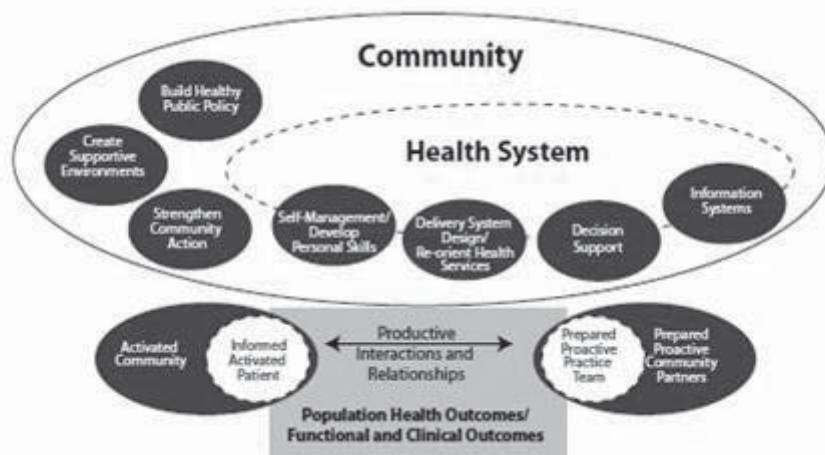 Community
Build Healthy
Public Policy
Create
Supportive
Environments
Strengthen
Community
Action
Health System
Self-Management/
Develop
Personal Skills
Delivery System
Design/
Re-orient Health
Services
Decision
Support
Information
Systems
Activated
Community
Informed
Activated
Patient
Productive
Interactions and
Relationships
Prepared
Proactive
Practice
Team
Prepared
Proactive
Community
Partners
Population Health Outcomes/
Functional and Clinical Outcomes